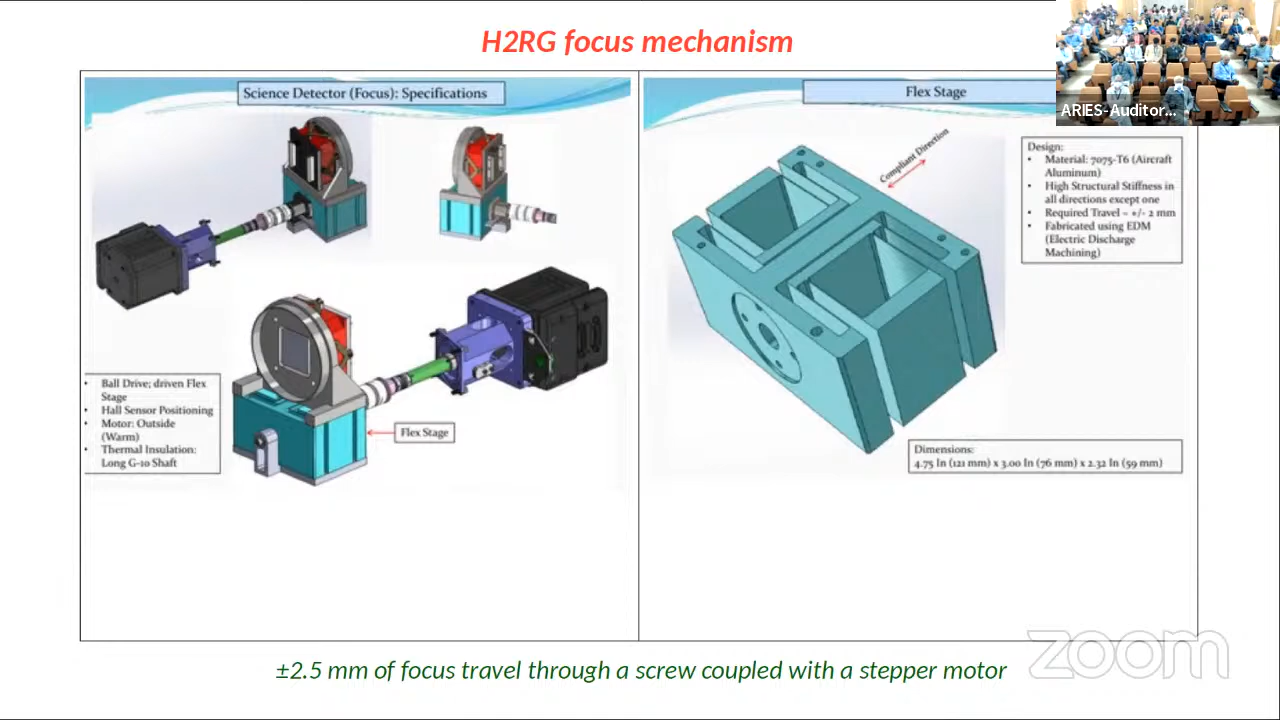 H2RG focus mechanism
Science Detector (Focus): Specifications
• Ball Drive; driven Flex
Stage
• Hall Sensor Positioning
• Motor: Outside
(Warm)
• Thermal Insulation:
Long G-10 Shaft
Flex Stage
Flex Stage
Compliant Direction
Design:
• Material: 7075-T6 (Aircraft
Aluminum)
• High Structural Stiffness in
all directions except one
• Required Travel ~ +/- 2 mm
• Fabricated using EDM
(Electric Discharge
Machining)
Dimensions:
4.75 In (121 mm) x 3.00 In (76 mm) x 2.32 In (59 mm)
±2.5 mm of focus travel through a screw coupled with a stepper motor
ARIES-Auditor...
zoom